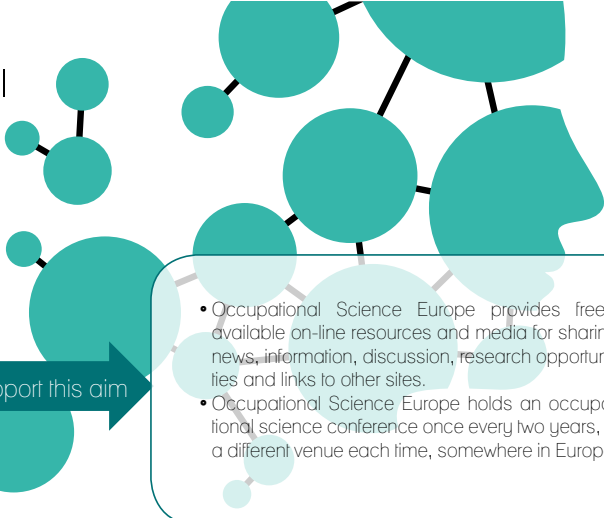 pport this aim
• Occupational Science Europe provides free
available on-line resources and media for sharin
news, information, discussion, research opportun
ties and links to other sites.
• Occupational Science Europe holds an occupa
tional science conference once every two years,
a different venue each time, somewhere in Europ